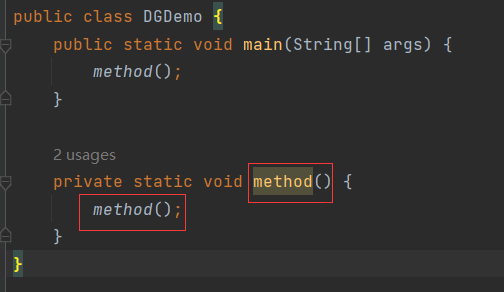 public class DGDemo {
public static void main(String[] args) {
method();
}
2 usages
private static void method() {
method();
}
}